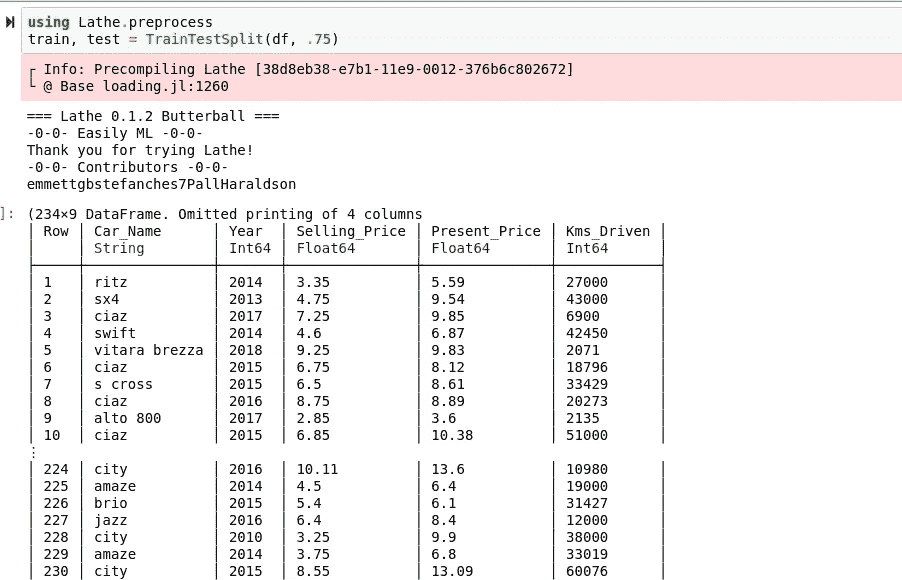 using Lathe.preprocess
train, test = TrainTestSplit(df, .75)
┌ Info: Precompiling Lathe [38d8eb38-e7b1-11e9-0012-376b6c802672]
└ @ Base loading.jl:1260
=== Lathe 0.1.2 Butterball ===
-0-0- Easily ML -0-0-
Thank you for trying Lathe!
-0-0- Contributors -0-0-
emmettgbstefanches7PallHaraldson
]: (234×9 DataFrame. Omitted printing of 4 columns
│ Row │ Car_Name │ Year │ Selling_Price │ Present_Price │ Kms_Driven │
│ │ String │ Int64 │ Float64 │ Float64 │ Int64 │
│ 1 │ ritz │ 2014 │ 3.35 │ 5.59 │ 27000 │
│ 2 │ sx4 │ 2013 │ 4.75 │ 9.54 │ 43000 │
│ 3 │ ciaz │ 2017 │ 7.25 │ 9.85 │ 6900 │
│ 4 │ swift │ 2014 │ 4.6 │ 6.87 │ 42450 │
│ 5 │ vitara brezza │ 2018 │ 9.25 │ 9.83 │ 2071 │
│ 6 │ ciaz │ 2015 │ 6.75 │ 8.12 │ 18796 │
│ 7 │ s cross │ 2015 │ 6.5 │ 8.61 │ 33429 │
│ 8 │ ciaz │ 2016 │ 8.75 │ 8.89 │ 20273 │
│ 9 │ alto 800 │ 2017 │ 2.85 │ 3.6 │ 2135 │
│ 10 │ ciaz │ 2015 │ 6.85 │ 10.38 │ 51000 │
⋮
│ 224 │ city │ 2016 │ 10.11 │ 13.6 │ 10980 │
│ 225 │ amaze │ 2014 │ 4.5 │ 6.4 │ 19000 │
│ 226 │ brio │ 2015 │ 5.4 │ 6.1 │ 31427 │
│ 227 │ jazz │ 2016 │ 6.4 │ 8.4 │ 12000 │
│ 228 │ city │ 2010 │ 3.25 │ 9.9 │ 38000 │
│ 229 │ amaze │ 2014 │ 3.75 │ 6.8 │ 33019 │
│ 230 │ city │ 2015 │ 8.55 │ 13.09 │ 60076 │